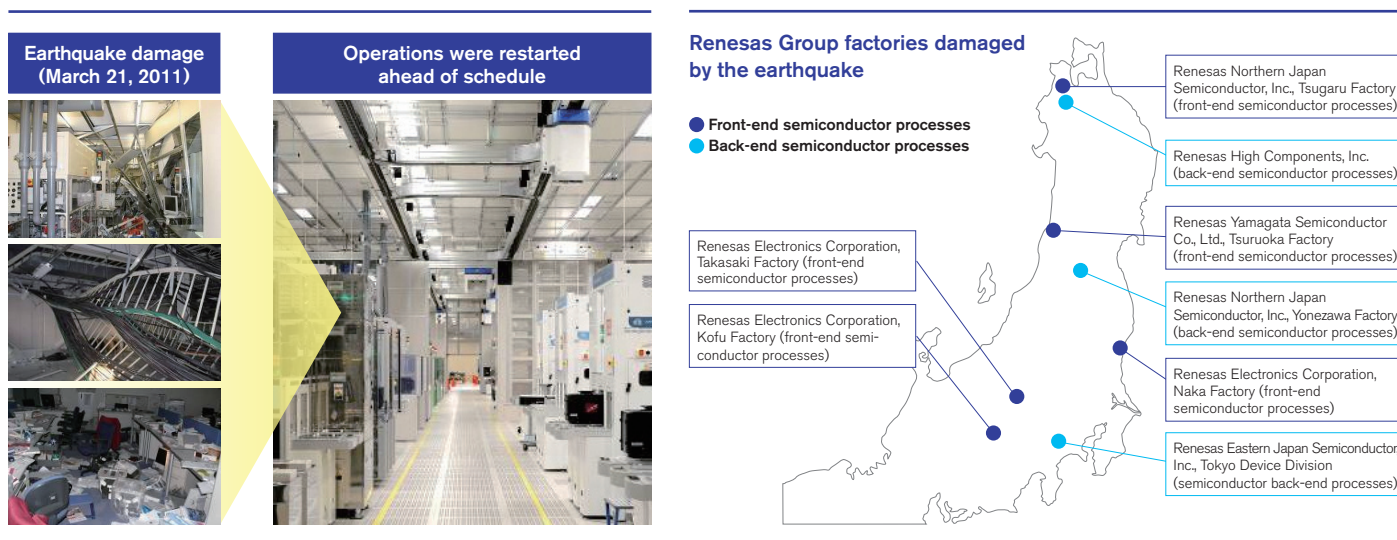 Earthquake damage
(March 21, 2011)
Operations were restarted
ahead of schedule
Renesas Group factories damaged
by the earthquake
Front-end semiconductor processes
Back-end semiconductor processes
Renesas Electronics Corporation,
Takasaki Factory (front-end
semiconductor processes)
Renesas Electronics Corporation,
Kofu Factory (front-end semi-
conductor processes)
Renesas Northern Japan
Semiconductor, Inc., Tsugaru Factory
(front-end semiconductor processes)
Renesas High Components, Inc.
(back-end semiconductor processes)
Renesas Yamagata Semiconductor
Co., Ltd., Tsuruoka Factory
(front-end semiconductor processes)
Renesas Northern Japan
Semiconductor, Inc., Yonezawa Factory
(back-end semiconductor processes)
Renesas Electronics Corporation,
Naka Factory (front-end
semiconductor processes)
Renesas Eastern Japan Semiconductor,
Inc., Tokyo Device Division
(semiconductor back-end processes)